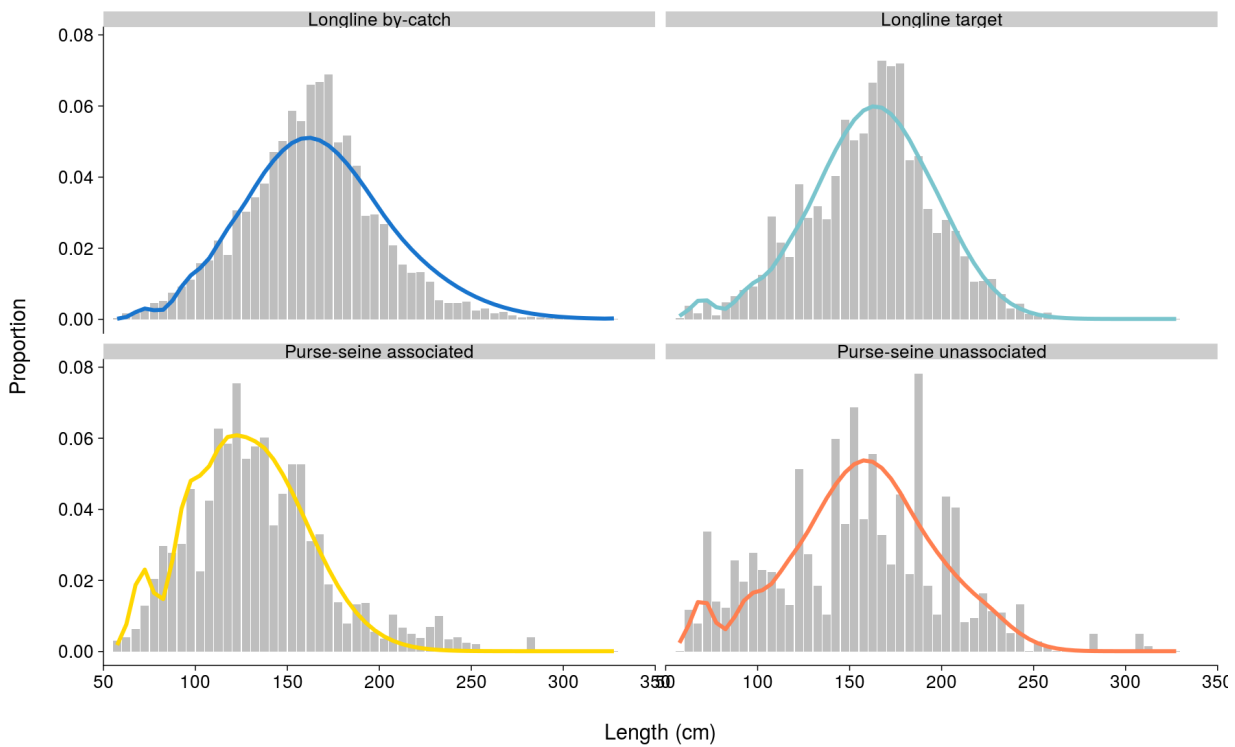 Longline by-catch
Longline target
0.08
0.06
0.04
0.02
0.00
Purse-seine associated
Purse-seine unassociated
0.08
0.06
0.04
0.02
0.00
50 100 150 200 250 300 350
50 100 150 200 250 300 350
Proportion
Length (cm)